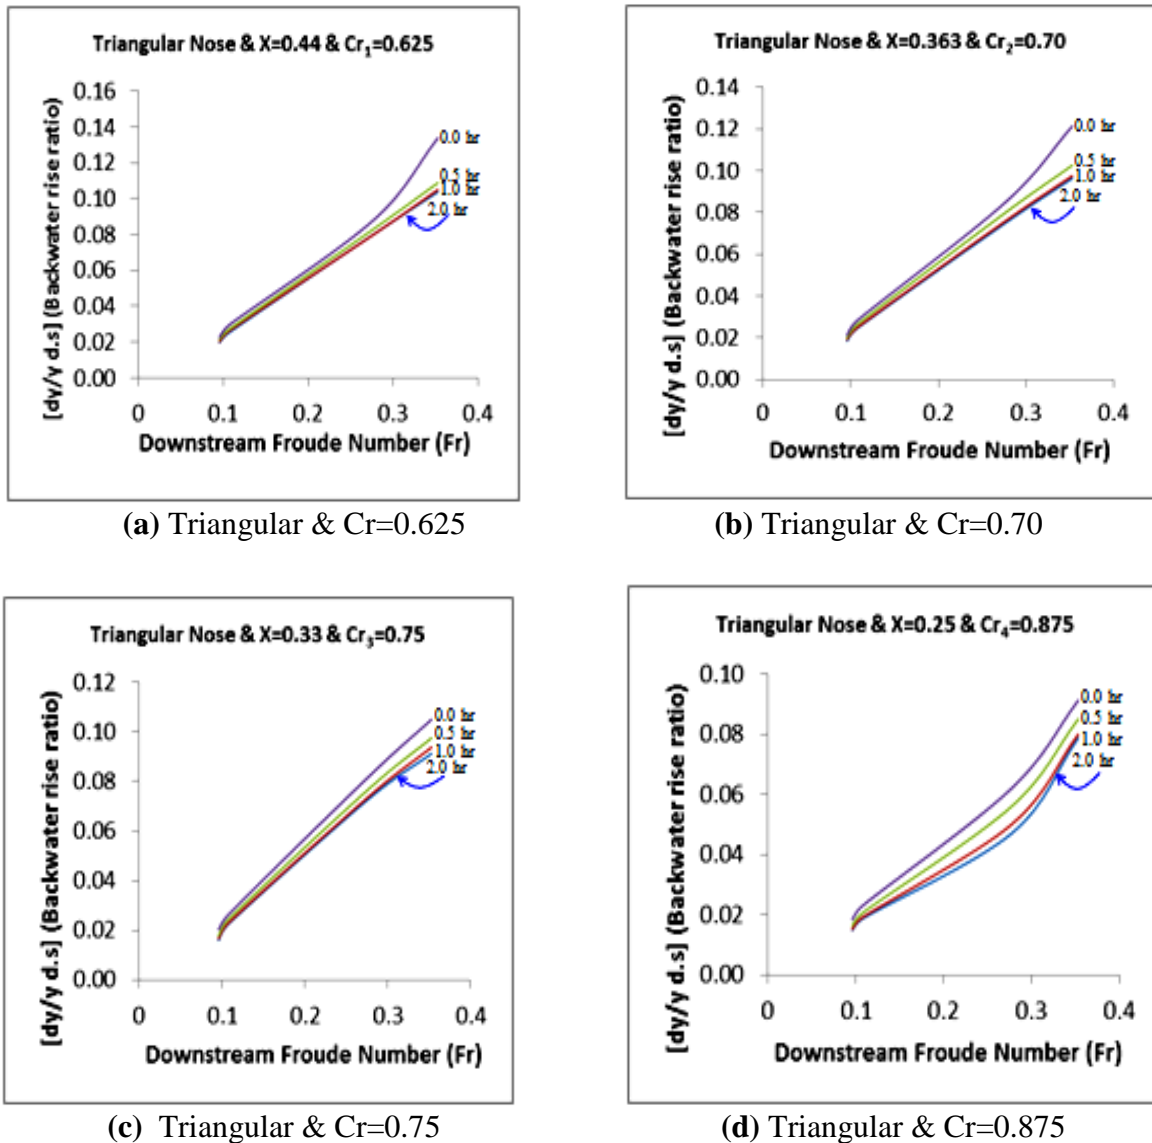 Triangular Nose & X=0.44 & Cr₁=0.625
[dy/y d.s] (Backwater rise ratio)
0.16
0.14
0.12
0.10
0.08
0.06
0.04
0.02
0.00
0.0 hr
0.5 hr
1.0 hr
2.0 hr
0 0.1 0.2 0.3 0.4
Downstream Froude Number (Fr)
(a) Triangular & Cr=0.625
Triangular Nose & X=0.363 & Cr₂=0.70
[dy/y d.s] (Backwater rise ratio)
0.14
0.12
0.10
0.08
0.06
0.04
0.02
0.00
0.0 hr
0.5 hr
1.0 hr
2.0 hr
0 0.1 0.2 0.3 0.4
Downstream Froude Number (Fr)
(b) Triangular & Cr=0.70
Triangular Nose & X=0.33 & Cr₃=0.75
[dy/y d.s] (Backwater rise ratio)
0.12
0.10
0.08
0.06
0.04
0.02
0.00
0.0 hr
0.5 hr
1.0 hr
2.0 hr
0 0.1 0.2 0.3 0.4
Downstream Froude Number (Fr)
(c) Triangular & Cr=0.75
Triangular Nose & X=0.25 & Cr₄=0.875
[dy/y d.s] (Backwater rise ratio)
0.10
0.08
0.06
0.04
0.02
0.00
0.0 hr
0.5 hr
1.0 hr
2.0 hr
0 0.1 0.2 0.3 0.4
Downstream Froude Number (Fr)
(d) Triangular & Cr=0.875